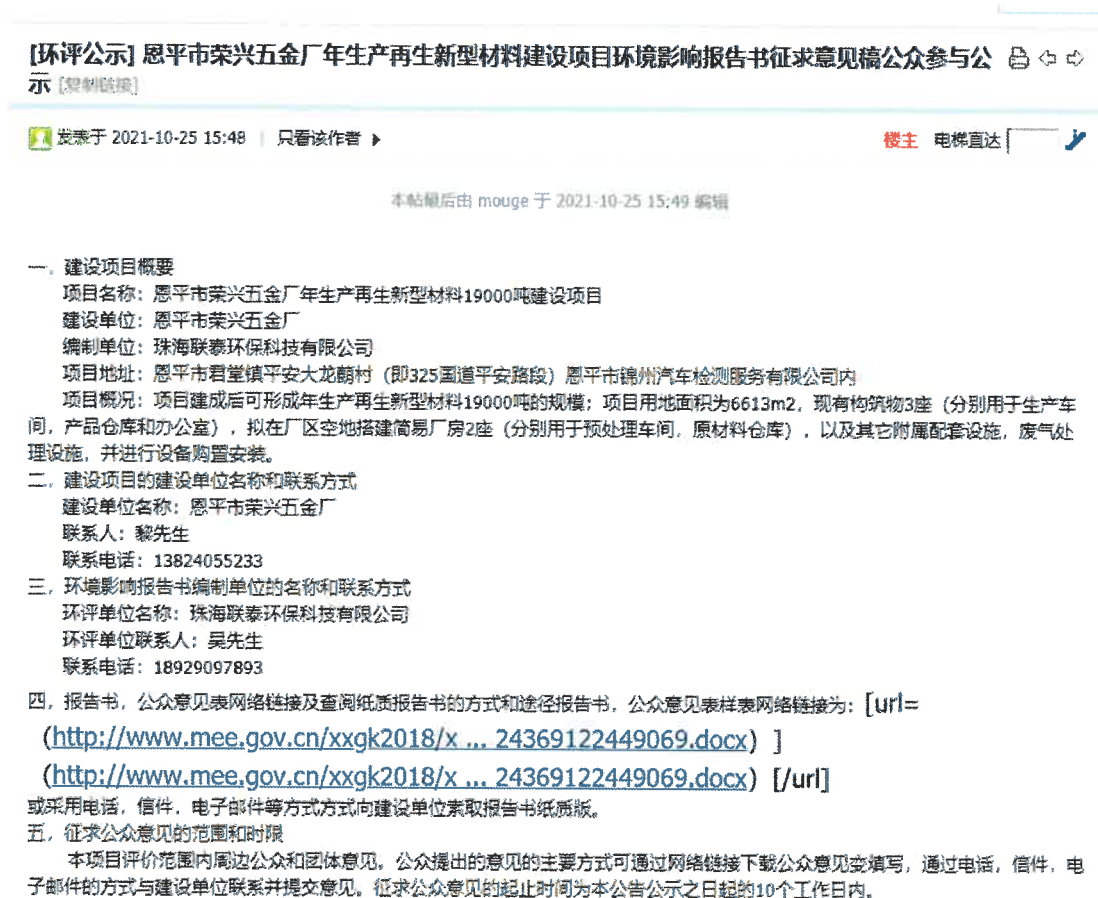 [环评公示] 恩平市荣兴五金厂年生产再生新型材料建设项目环境影响报告书征求意见稿公众参与公
示 [复制链接]
发表于 2021-10-25 15:48 | 只看该作者
楼主 电梯直达
本帖最后由 mouge 于 2021-10-25 15:49 编辑
一、建设项目概要
项目名称：恩平市荣兴五金厂年生产再生新型材料19000吨建设项目
建设单位：恩平市荣兴五金厂
编制单位：珠海联泰环保科技有限公司
项目地址：恩平市君堂镇平安大龙蓢村（即325国道平安路段）恩平市锦州汽车检测服务有限公司内
项目概况：项目建成后可形成年生产再生新型材料19000吨的规模；项目用地面积为6613m2，现有构筑物3座（分别用于生产车
间，产品仓库和办公室），拟在厂区空地搭建简易厂房2座（分别用于预处理车间，原材料仓库），以及其它附属配套设施，废气处
理设施，并进行设备购置安装。
二、建设项目的建设单位名称和联系方式
建设单位名称：恩平市荣兴五金厂
联系人：黎先生
联系电话：13824055233
三、环境影响报告书编制单位的名称和联系方式
环评单位名称：珠海联泰环保科技有限公司
环评单位联系人：吴先生
联系电话：18929097893
四，报告书，公众意见表网络链接及查阅纸质报告书的方式和途径报告书，公众意见表样表网络链接为：[url=
(http://www.mee.gov.cn/xxgk2018/x ... 24369122449069.docx) ]
(http://www.mee.gov.cn/xxgk2018/x ... 24369122449069.docx) [/url]
或采用电话，信件，电子邮件等方式方式向建设单位索取报告书纸质版。
五，征求公众意见的范围和时限
本项目评价范围内周边公众和团体意见，公众提出的意见的主要方式可通过网络链接下载公众意见变填写，通过电话，信件，电
子邮件的方式与建设单位联系并提交意见。征求公众意见的起止时间为本公告公示之日起的10个工作日内。